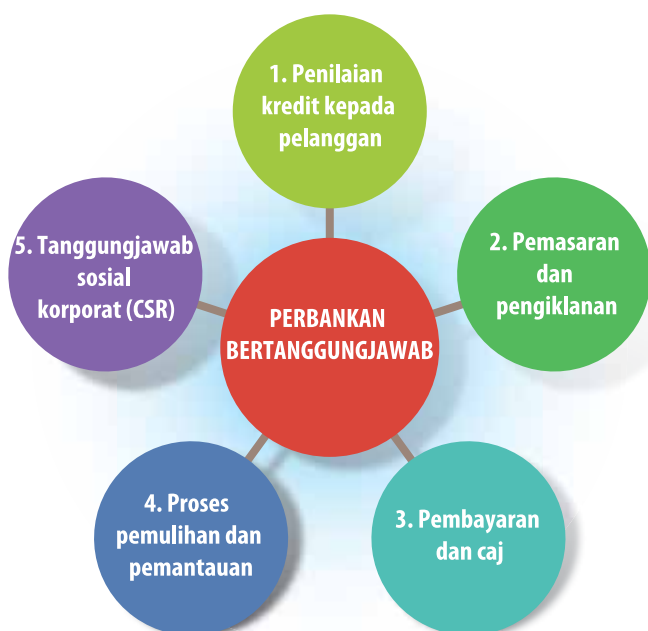 1. Penilaian
kredit kepada
pelanggan
2. Pemasaran
dan
pengiklanan
3. Pembayaran
dan caj
4. Proses
pemulihan dan
pemantauan
5. Tanggungjawab
sosial
korporat (CSR)
PERBANKAN
BERTANGGUNGJAWAB